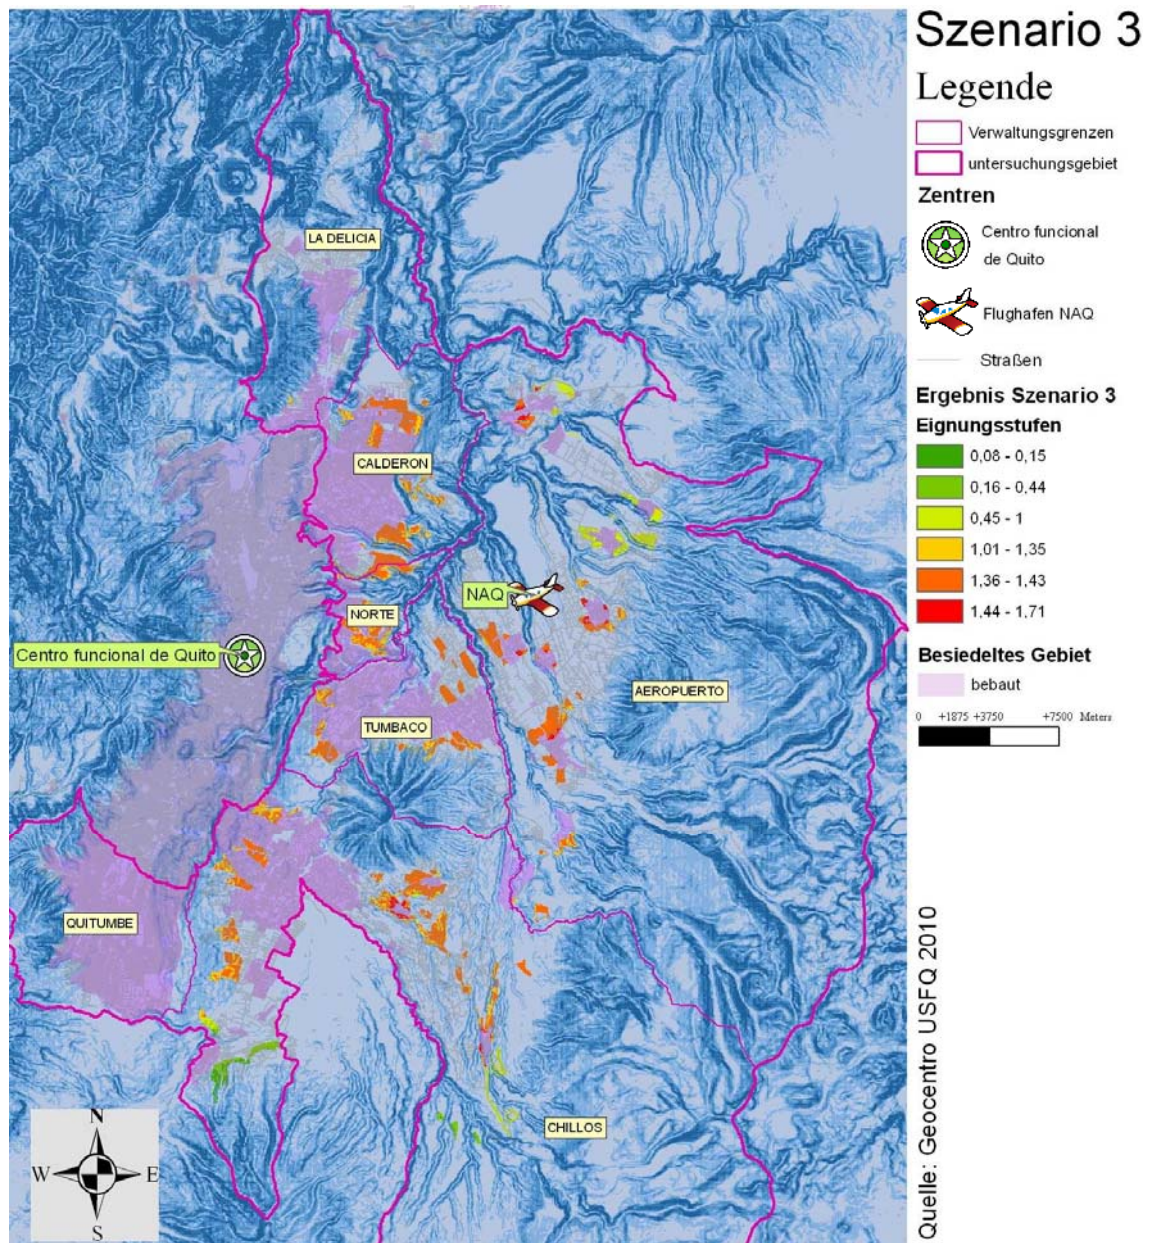 Szenario 3
Legende
Verwaltungsgrenzen
untersuchungsgebiet
Zentren
Centro funcional
de Quito
Flughafen NAQ
Straßen
Ergebnis Szenario 3
Eignungsstufen
0,08 - 0,15
0,16 - 0,44
0,45 - 1
1,01 - 1,35
1,36 - 1,43
1,44 - 1,71
Besiedeltes Gebiet
bebaut
0 +1875 +3750 +7500 Meters
Quelle: Geocentro USFQ 2010
LA DELICIA
CALDERON
NAQ
NORTE
Centro funcional de Quito
AEROPUERTO
TUMBACO
QUITUMBE
CHILLOS
N
W E
S